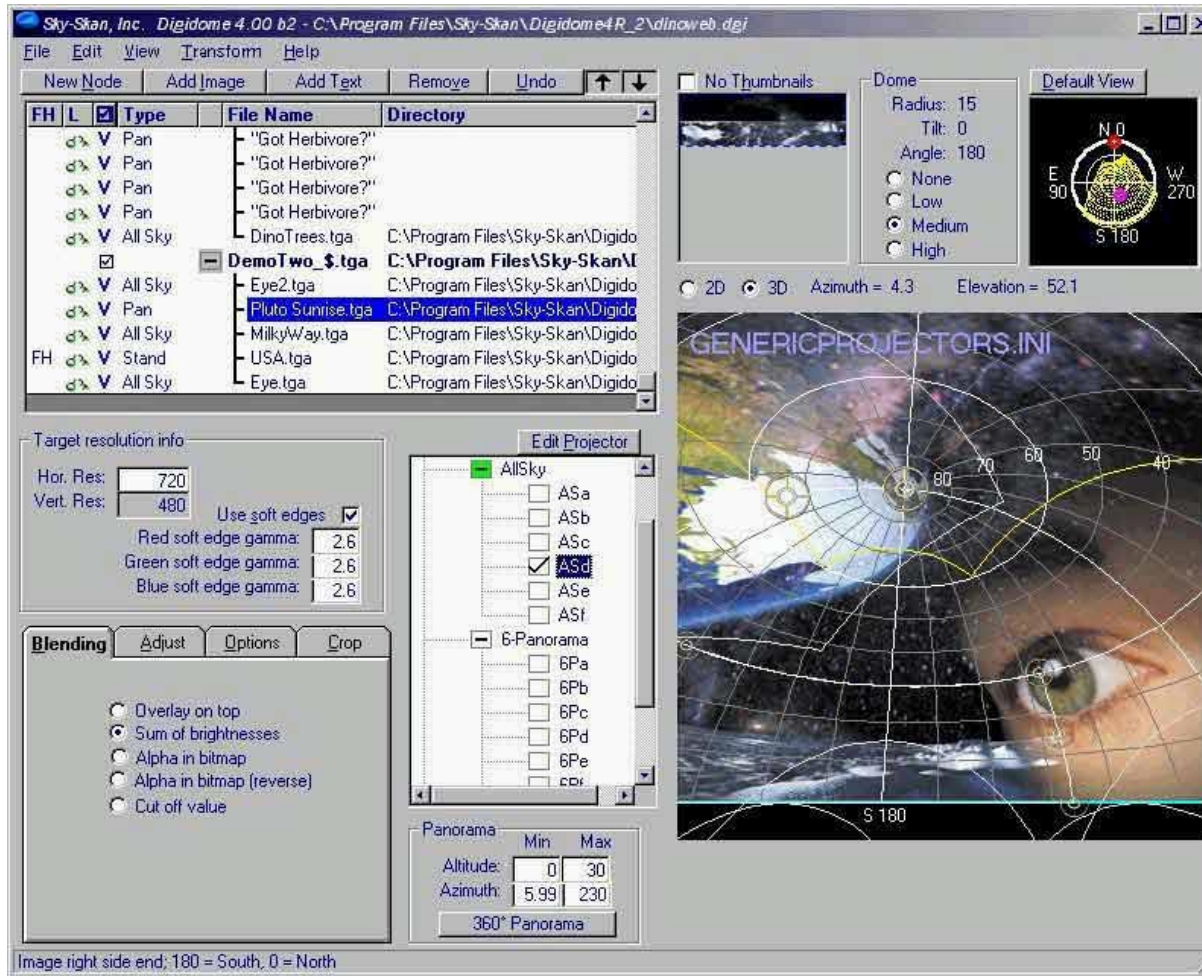 Sky-Skan, Inc. Digidome 4.00 b2 - C:\Program Files\Sky-Skan\Digidome4R_2\dinoweb.dgi
File Edit View Transform Help
New Node Add Image Add Text Remove Undo
FH L Type File Name Directory
V Pan "Got Herbivore?"
V Pan "Got Herbivore?"
V Pan "Got Herbivore?"
V Pan "Got Herbivore?"
V All Sky DinoTrees.tga C:\Program Files\Sky-Skan\Digido
DemoTwo_$.tga C:\Program Files\Sky-Skan\D
V All Sky Eye2.tga C:\Program Files\Sky-Skan\Digido
V Pan Pluto Sunrise.tga C:\Program Files\Sky-Skan\Digido
V All Sky MilkyWay.tga C:\Program Files\Sky-Skan\Digido
FH V Stand USA.tga C:\Program Files\Sky-Skan\Digido
V All Sky Eye.tga C:\Program Files\Sky-Skan\Digido
No Thumbnails
Dome
Radius: 15
Tilt: 0
Angle: 180
None
Low
Medium
High
Default View
N 0
E 90
W 270
S 180
2D 3D Azimuth = 4.3 Elevation = 52.1
GENERICPROJECTORS.INI
80 70 60 50 40
S 180
Target resolution info
Hor. Res: 720
Vert. Res: 480
Use soft edges
Red soft edge gamma: 2.6
Green soft edge gamma: 2.6
Blue soft edge gamma: 2.6
Blending Adjust Options Crop
Overlay on top
Sum of brightnesses
Alpha in bitmap
Alpha in bitmap (reverse)
Cut off value
Edit Projector
AllSky
ASa
ASb
ASc
ASd
ASe
ASf
6-Panorama
6Pa
6Pb
6Pc
6Pd
6Pe
6Pf
Panorama
Min Max
Altitude: 0 30
Azimuth: 5.99 230
360° Panorama
Image right side end; 180 = South, 0 = North